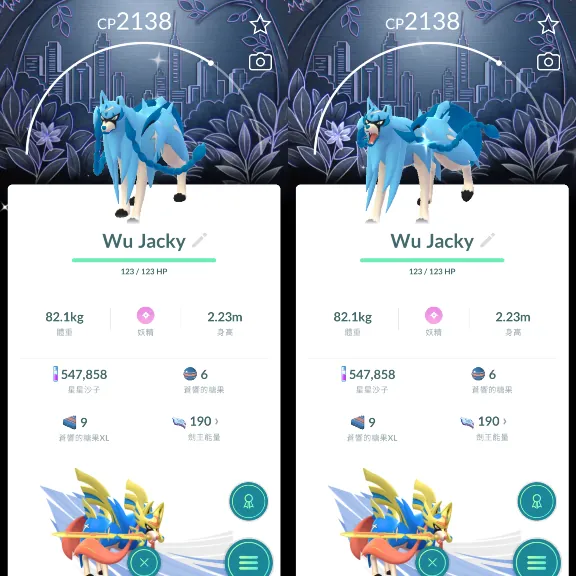 CP2138
Wu Jacky
123 / 123 HP
82.1kg
體重
妖精
2.23m
身高
547,858
星星沙子
6
蒼響的糖果
9
蒼響的糖果XL
190 ›
劍王能量
CP2138
Wu Jacky
123 / 123 HP
82.1kg
體重
妖精
2.23m
身高
547,858
星星沙子
6
蒼響的糖果
9
蒼響的糖果XL
190 ›
劍王能量